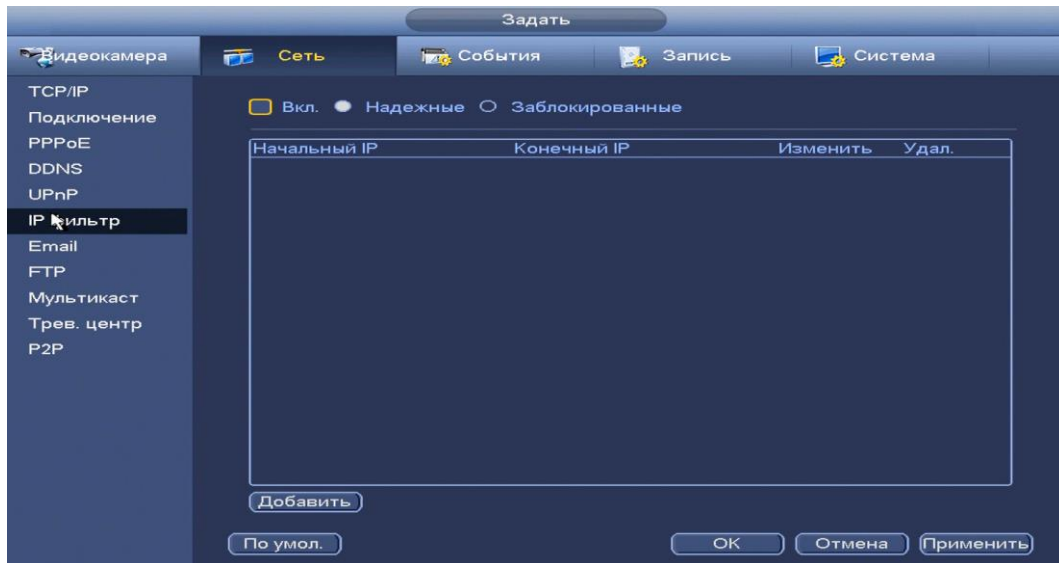 Задать
Видеокамера Сеть События Запись Система
TCP/IP
Подключение
PPPoE
DDNS
UPnP
IP Фильтр
Email
FTP
Мультикаст
Трев. центр
P2P
Вкл. Надежные Заблокированные
Начальный IP Конечный IP Изменить Удал.
Добавить
По умол. OK Отмена Применить